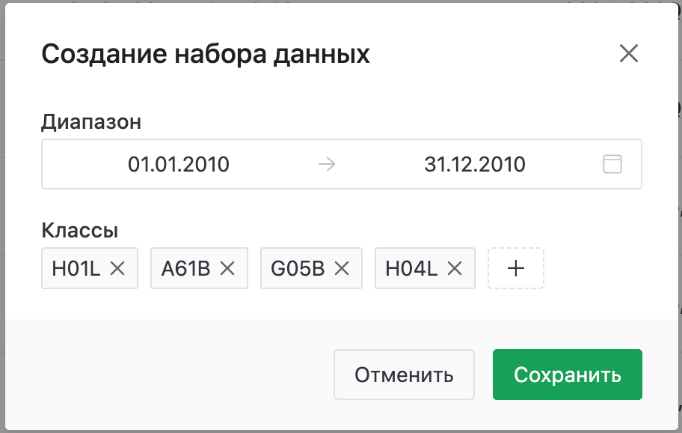 Создание набора данных
Диапазон
01.01.2010 → 31.12.2010
Классы
H01L A61B G05B H04L +
Отменить Сохранить